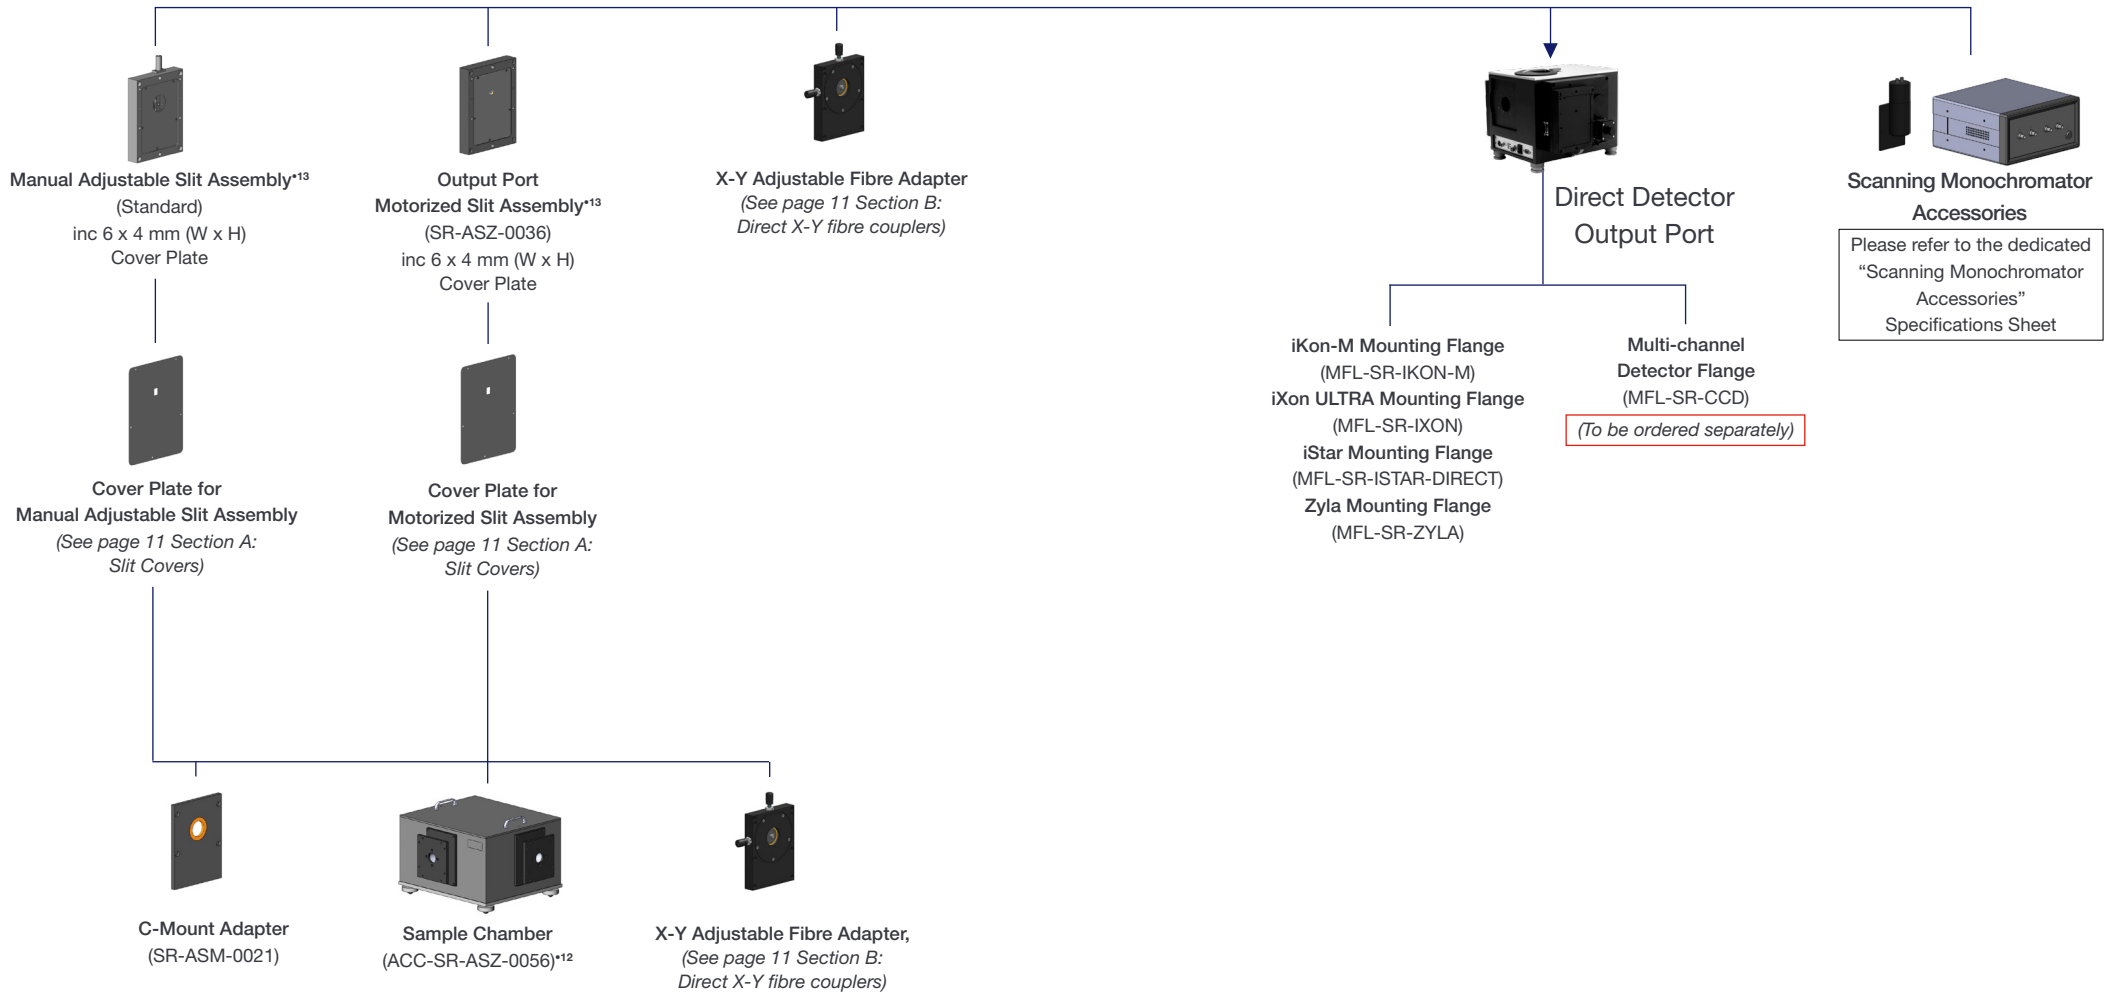 Manual Adjustable Slit Assembly•13
(Standard)
inc 6 x 4 mm (W x H)
Cover Plate
Output Port
Motorized Slit Assembly•13
(SR-ASZ-0036)
inc 6 x 4 mm (W x H)
Cover Plate
X-Y Adjustable Fibre Adapter
(See page 11 Section B:
Direct X-Y fibre couplers)
Direct Detector
Output Port
Scanning Monochromator
Accessories
Please refer to the dedicated
“Scanning Monochromator
Accessories”
Specifications Sheet
iKon-M Mounting Flange
(MFL-SR-IKON-M)
iXon ULTRA Mounting Flange
(MFL-SR-IXON)
iStar Mounting Flange
(MFL-SR-ISTAR-DIRECT)
Zyla Mounting Flange
(MFL-SR-ZYLA)
Multi-channel
Detector Flange
(MFL-SR-CCD)
(To be ordered separately)
Cover Plate for
Manual Adjustable Slit Assembly
(See page 11 Section A:
Slit Covers)
Cover Plate for
Motorized Slit Assembly
(See page 11 Section A:
Slit Covers)
C-Mount Adapter
(SR-ASM-0021)
Sample Chamber
(ACC-SR-ASZ-0056)•12
X-Y Adjustable Fibre Adapter,
(See page 11 Section B:
Direct X-Y fibre couplers)